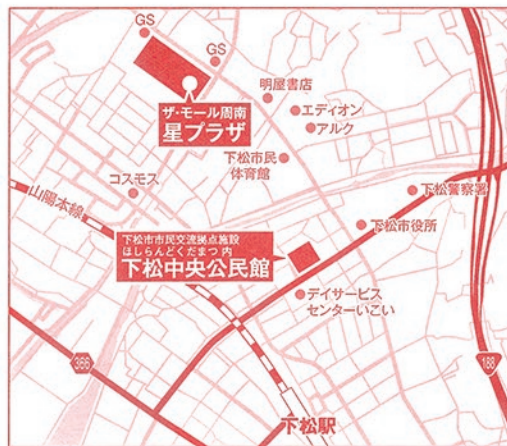 GS
GS
明屋書店
エディオン
アルク
ザ・モール周南
星プラザ
下松市民
体育館
コスモス
山陽本線
下松警察署
下松市役所
下松市市民交流拠点施設
ほしらんどくだまつ 内
下松中央公民館
デイサービス
センターいこい
366
188
下松駅